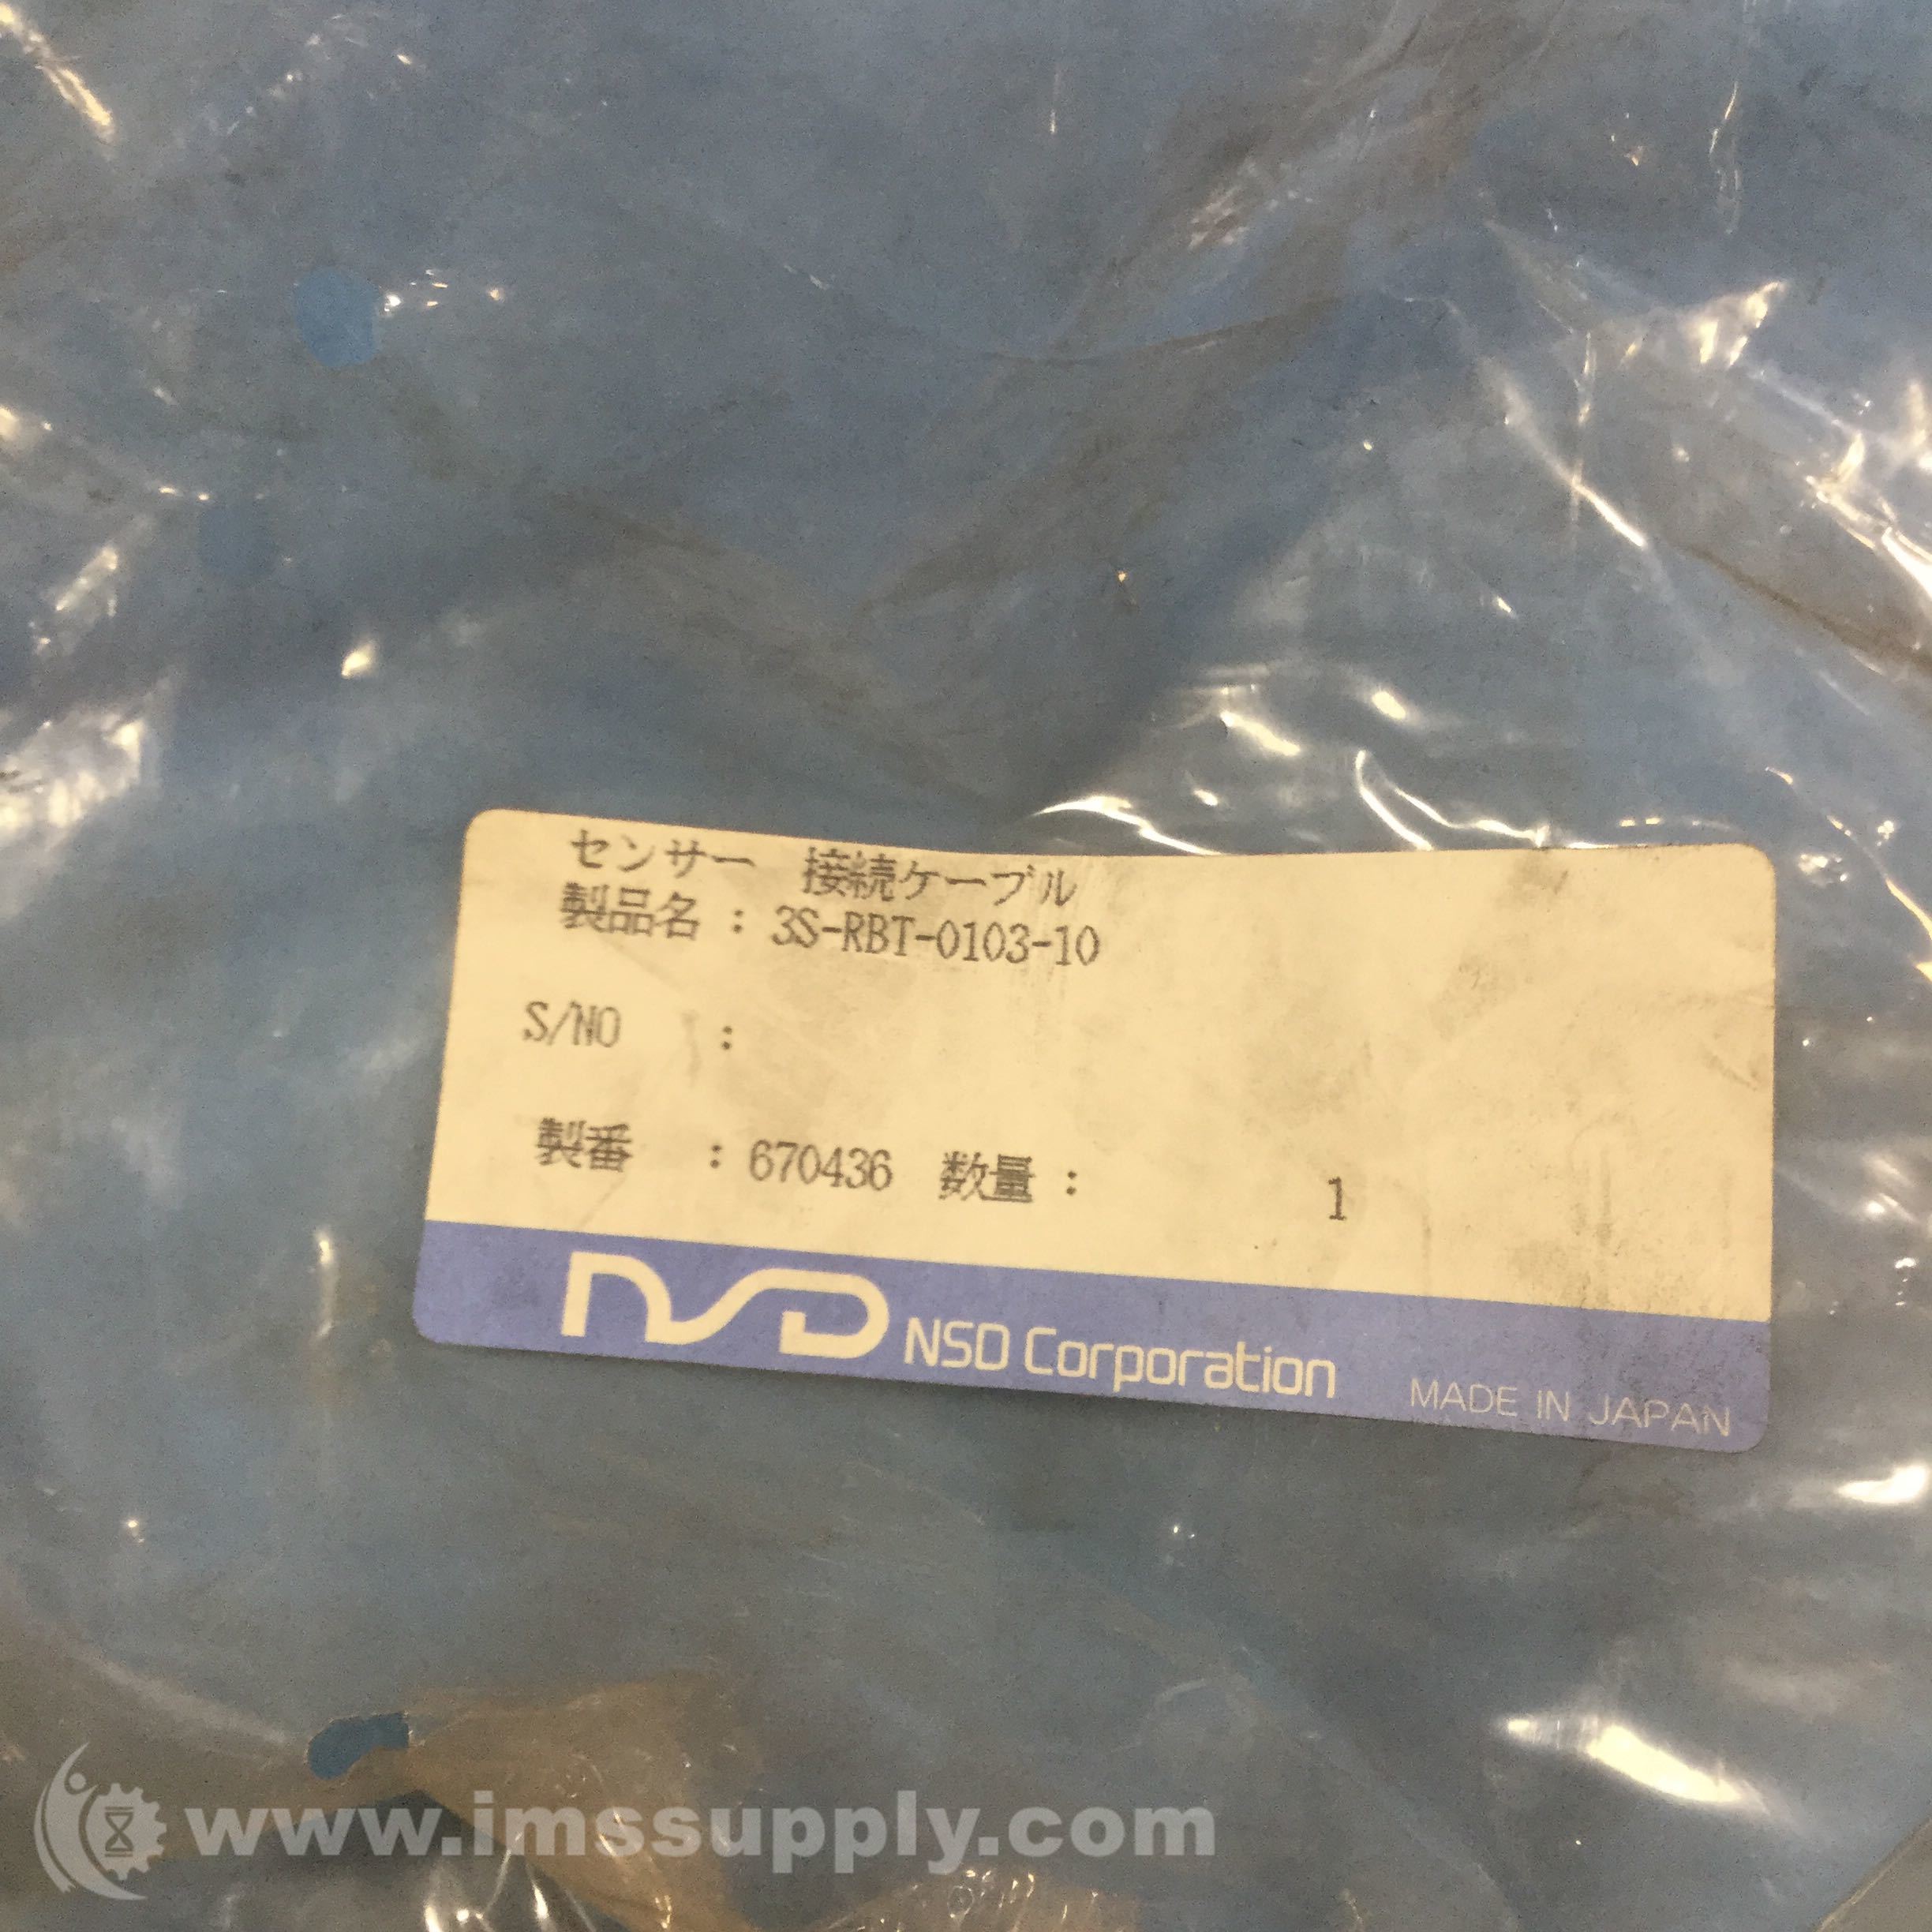 センサー 接続ケーブル
製品名 : 3S-RBT-0103-10
S/NO :
製番 : 670436 数量 : 1
NSD NSD Corporation MADE IN JAPAN
www.imssupply.com